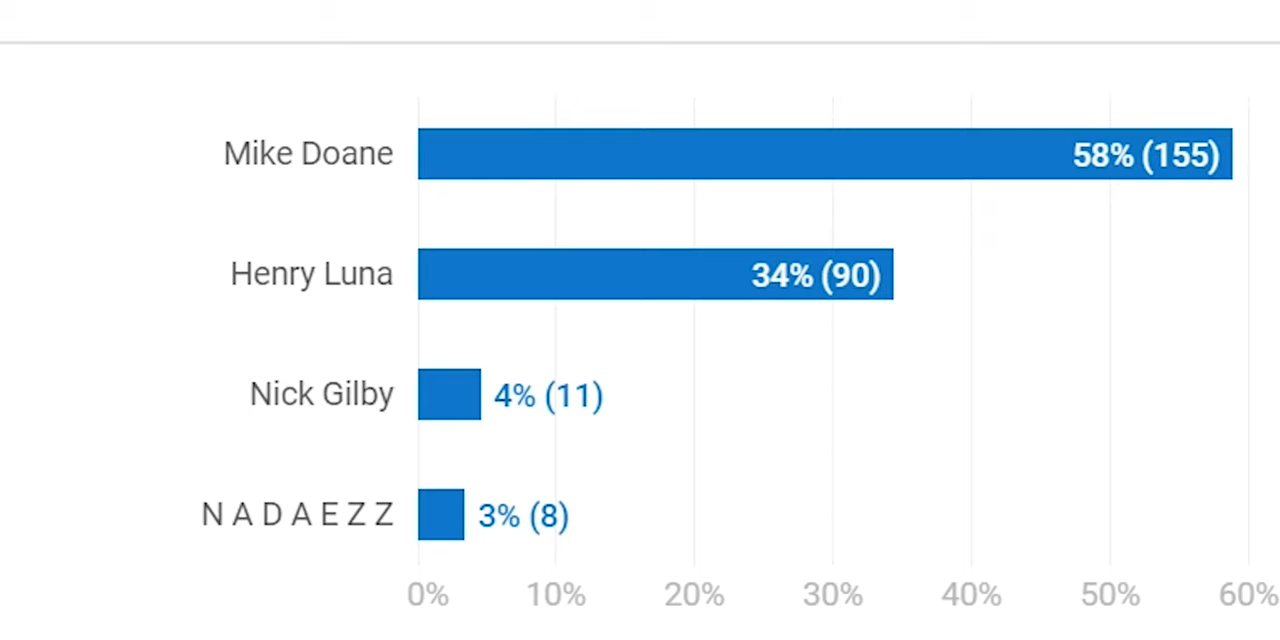 Mike Doane 58% (155)
Henry Luna 34% (90)
Nick Gilby 4% (11)
N A D A E Z Z 3% (8)
0% 10% 20% 30% 40% 50% 60%